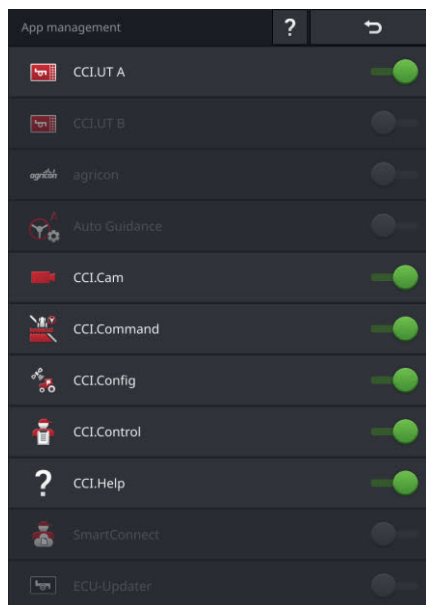 App management ?
CCI.UT A
CCI.UT B
agricon agricon
A Auto Guidance
CCI.Cam
CCI.Command
CCI.Config
CCI.Control
? CCI.Help
SmartConnect
ECU-Updater